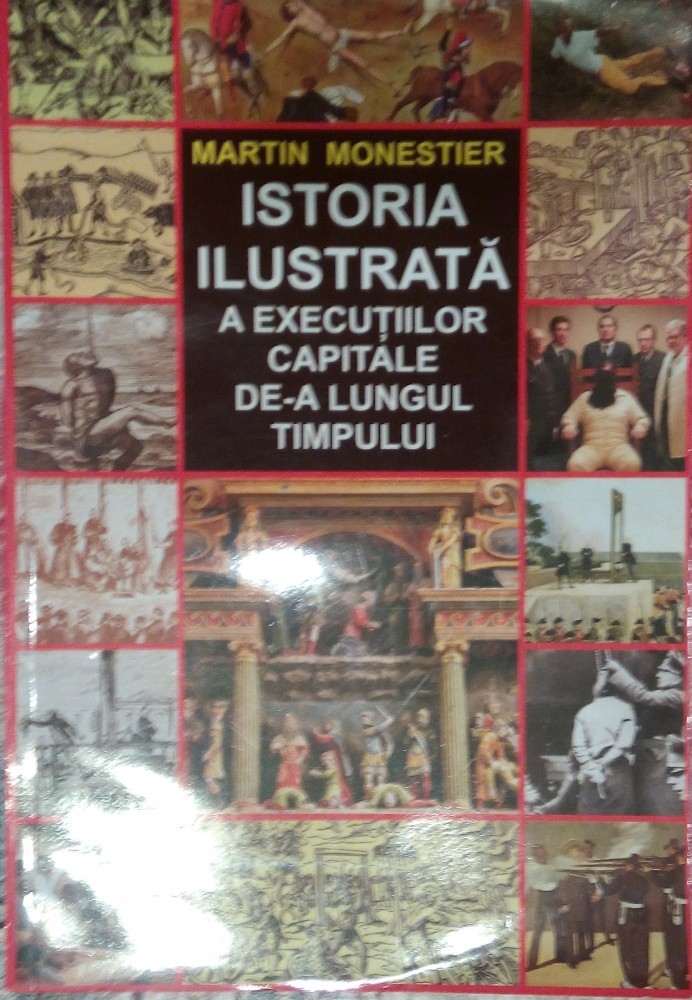 MARTIN MONESTIER
ISTORIA
ILUSTRATĂ
A EXECUȚIILOR
CAPITALE
DE-A LUNGUL
TIMPULUI